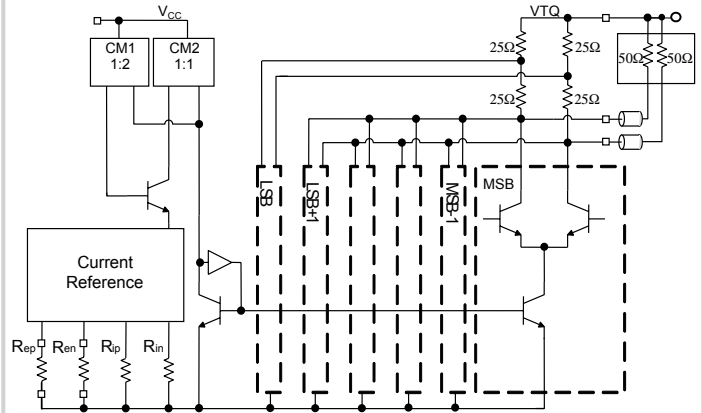 VCC
VTQ
CM1
1:2
CM2
1:1
25Ω
25Ω
50Ω
50Ω
25Ω
25Ω
LSB
LSB+1
MSB-1
MSB
Current
Reference
Rep
Ren
Rip
Rin